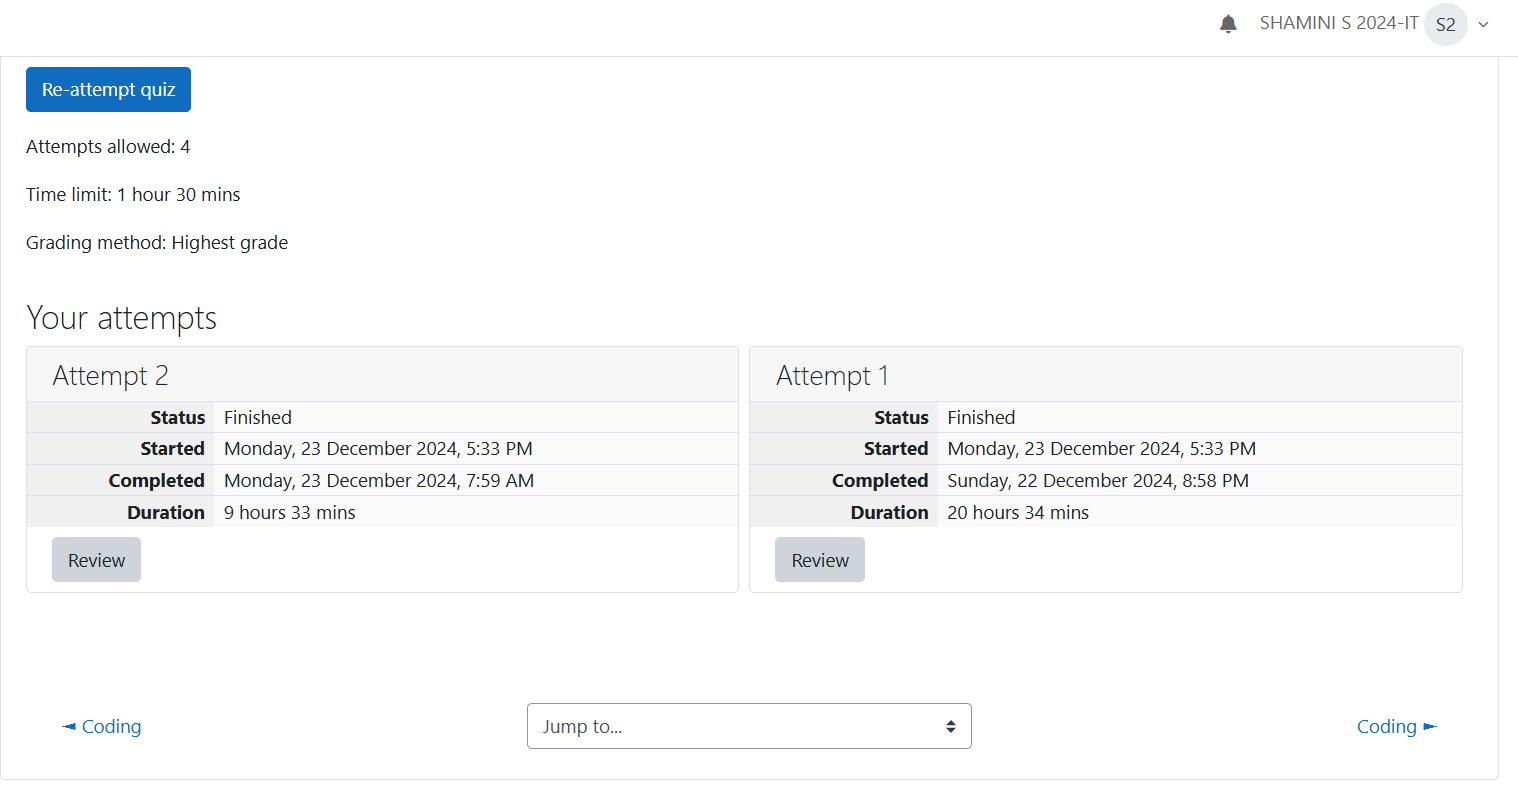 SHAMINI S 2024-IT S2
Re-attempt quiz
Attempts allowed: 4
Time limit: 1 hour 30 mins
Grading method: Highest grade
Your attempts
Attempt 2
Status Finished
Started Monday, 23 December 2024, 5:33 PM
Completed Monday, 23 December 2024, 7:59 AM
Duration 9 hours 33 mins
Review
Attempt 1
Status Finished
Started Monday, 23 December 2024, 5:33 PM
Completed Sunday, 22 December 2024, 8:58 PM
Duration 20 hours 34 mins
Review
◄ Coding
Jump to...
Coding ►